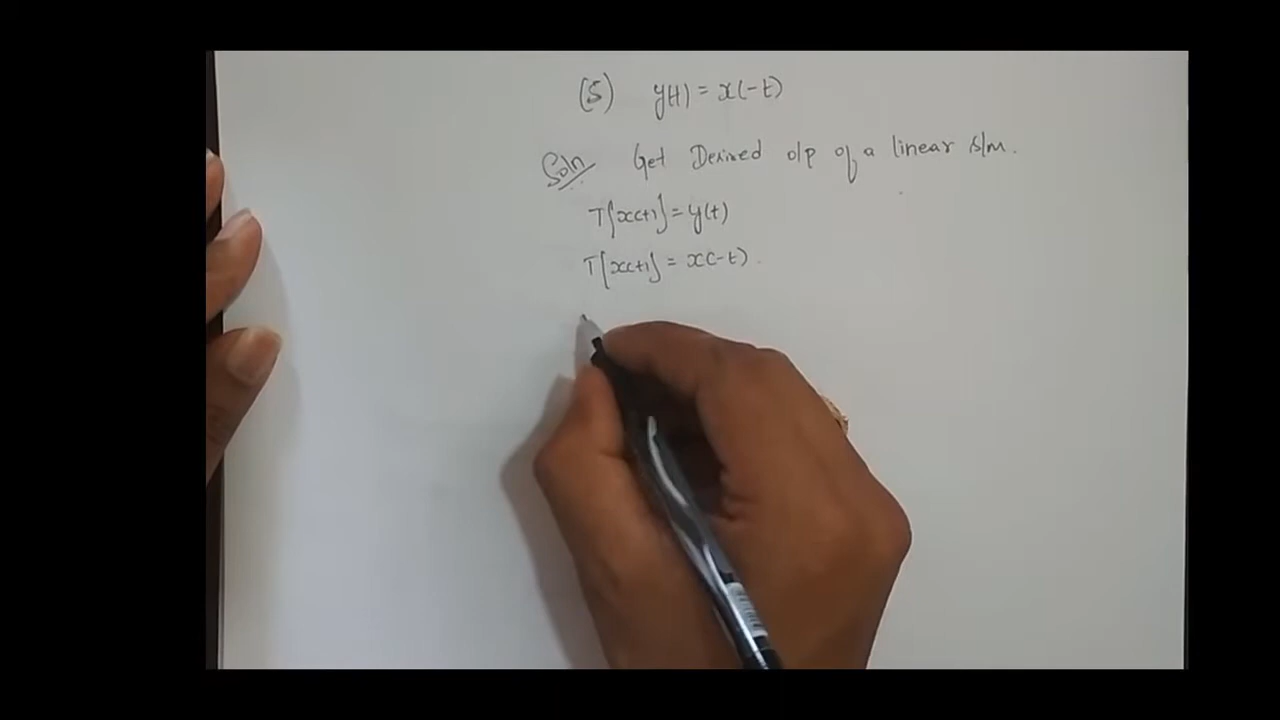 (5) y(t) = x(-t)
Soln Get Desired o/p of a linear s/m.
T[x(t)] = y(t)
T[x(t)] = x(-t)